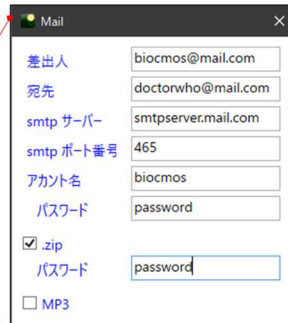 Mail
差出人 biocmos@mail.com
宛先 doctorwho@mail.com
smtp サーバー smtpserver.mail.com
smtp ポート番号 465
アカント名 biocmos
パスワード password
.zip
パスワード password
MP3